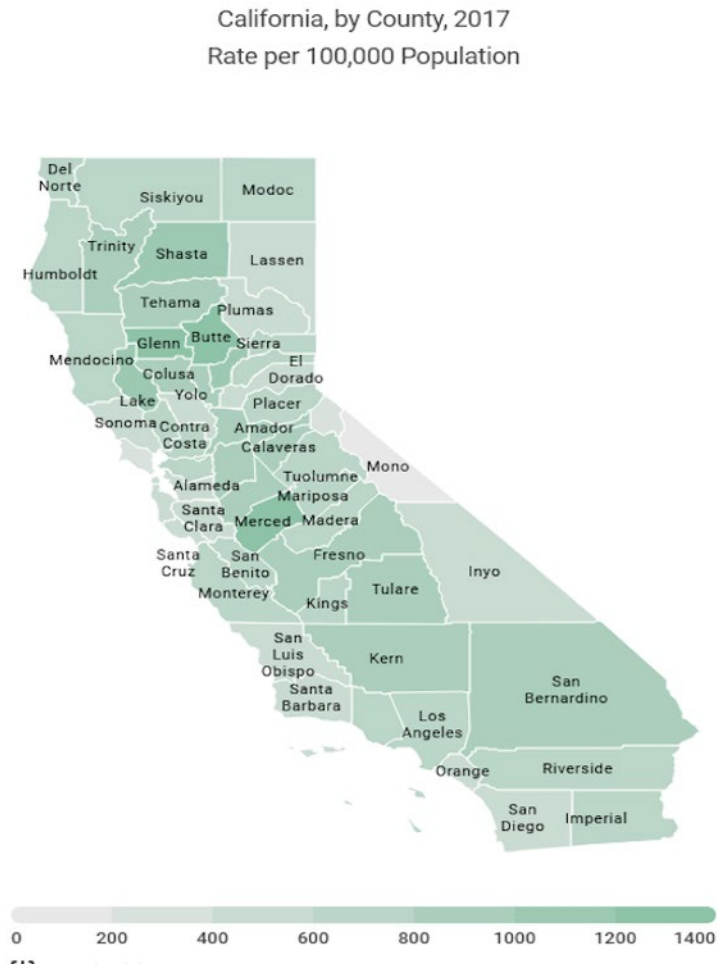 California, by County, 2017
Rate per 100,000 Population
Del
Norte
Siskiyou
Modoc
Trinity
Shasta
Lassen
Humboldt
Tehama
Plumas
Glenn
Butte
Sierra
Mendocino
Colusa
El
Dorado
Lake
Yolo
Placer
Sonoma
Contra
Costa
Amador
Calaveras
Mono
Alameda
Tuolumne
Mariposa
Santa
Clara
Merced
Madera
Santa
Cruz
San
Benito
Fresno
Inyo
Monterey
Kings
Tulare
San
Luis
Obispo
Kern
San
Bernardino
Santa
Barbara
Los
Angeles
Orange
Riverside
San
Diego
Imperial
0 200 400 600 800 1000 1200 1400